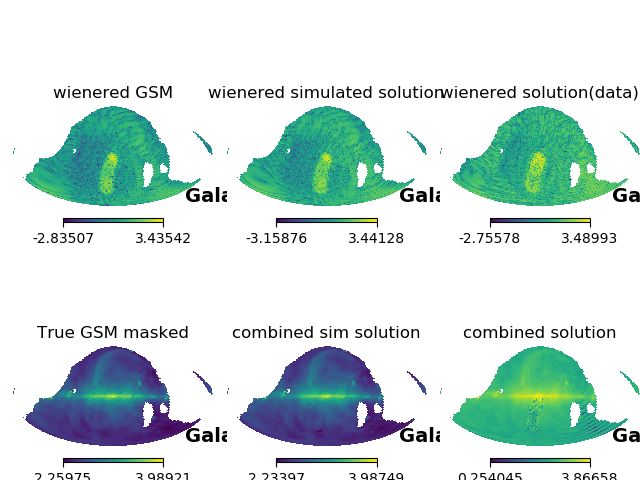 wienered GSM
wienered simulated solution
wienered solution(data)
Gala
Gala
Ga
-2.83507 3.43542
-3.15876 3.44128
-2.75578 3.48993
True GSM masked
combined sim solution
combined solution
Gala
Gala
Ga
2.25975 3.98921
2.23397 3.98749
0.254045 3.86658